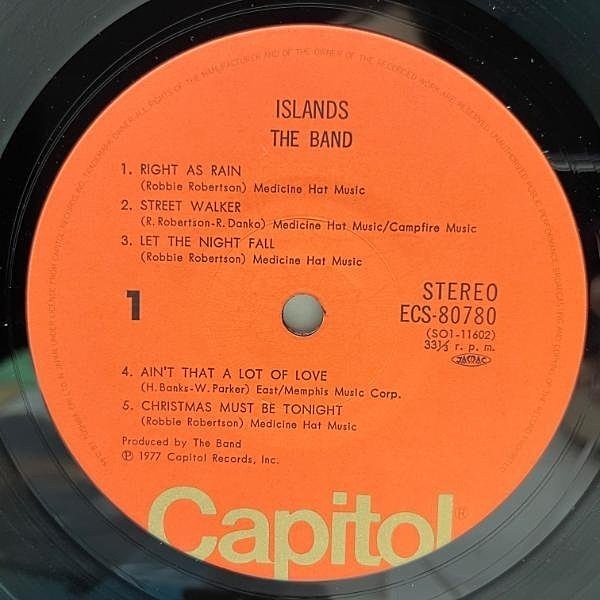 ISLANDS
THE BAND
1. RIGHT AS RAIN
(Robbie Robertson) Medicine Hat Music
2. STREET WALKER
(R. Robertson-R. Danko) Medicine Hat Music/Campfire Music
3. LET THE NIGHT FALL
(Robbie Robertson) Medicine Hat Music
1
STEREO
ECS-80780
(SO1-11602)
33⅓ r. p. m.
JASRAC
4. AIN'T THAT A LOT OF LOVE
(H. Banks-W. Parker) East/Memphis Music Corp.
5. CHRISTMAS MUST BE TONIGHT
(Robbie Robertson) Medicine Hat Music
Produced by The Band
Ⓟ 1977 Capitol Records, Inc.
Capitol®